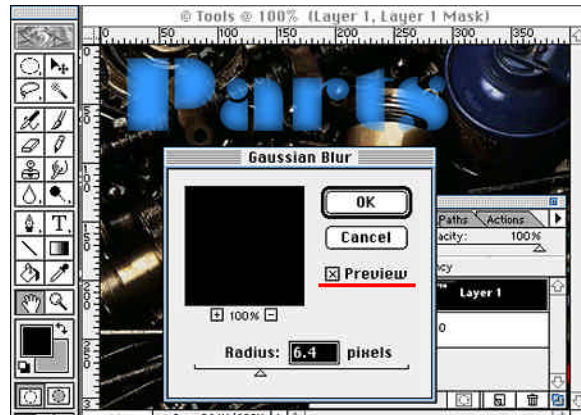 © Tools @ 100% (Layer 1, Layer 1 Mask)
0 50 100 150 200 250 300 350
Parts
Gaussian Blur
OK
Cancel
Preview
100%
Radius: 6.4 pixels
Paths Actions
acity: 100%
ncy
Layer 1
T